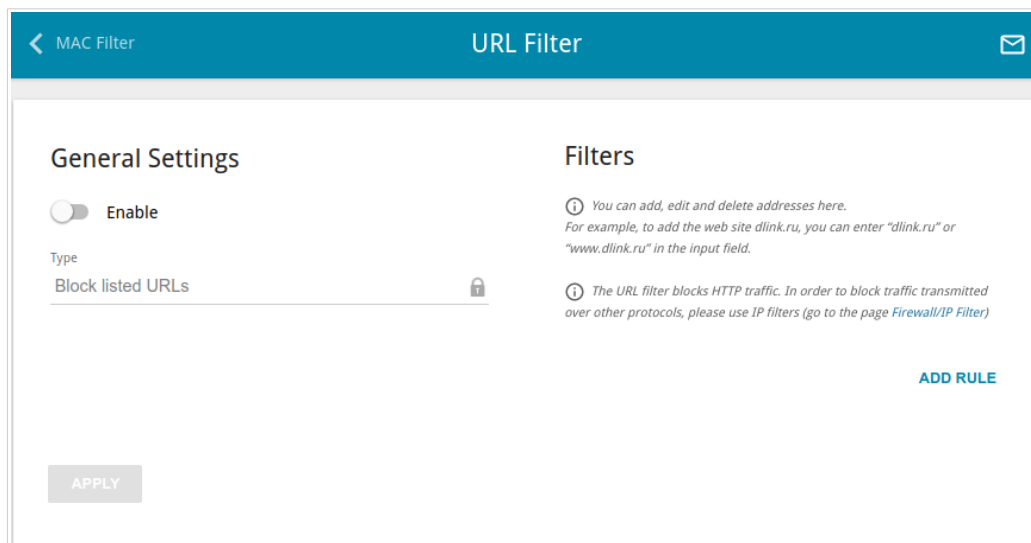 MAC Filter
URL Filter
General Settings
Enable
Type
Block listed URLs
APPLY
Filters
You can add, edit and delete addresses here.
For example, to add the web site dlink.ru, you can enter “dlink.ru” or
“www.dlink.ru” in the input field.
The URL filter blocks HTTP traffic. In order to block traffic transmitted
over other protocols, please use IP filters (go to the page Firewall/IP Filter)
ADD RULE